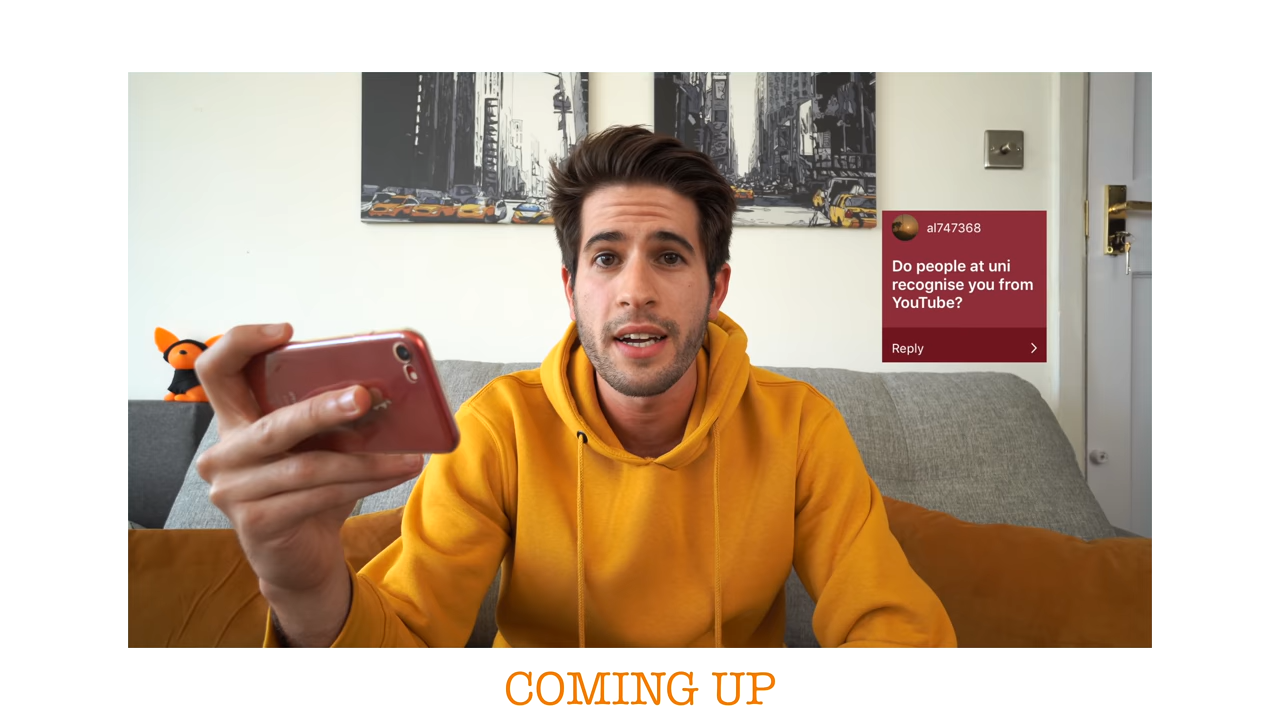 al747368
Do people at uni
recognise you from
YouTube?
Reply
COMING UP